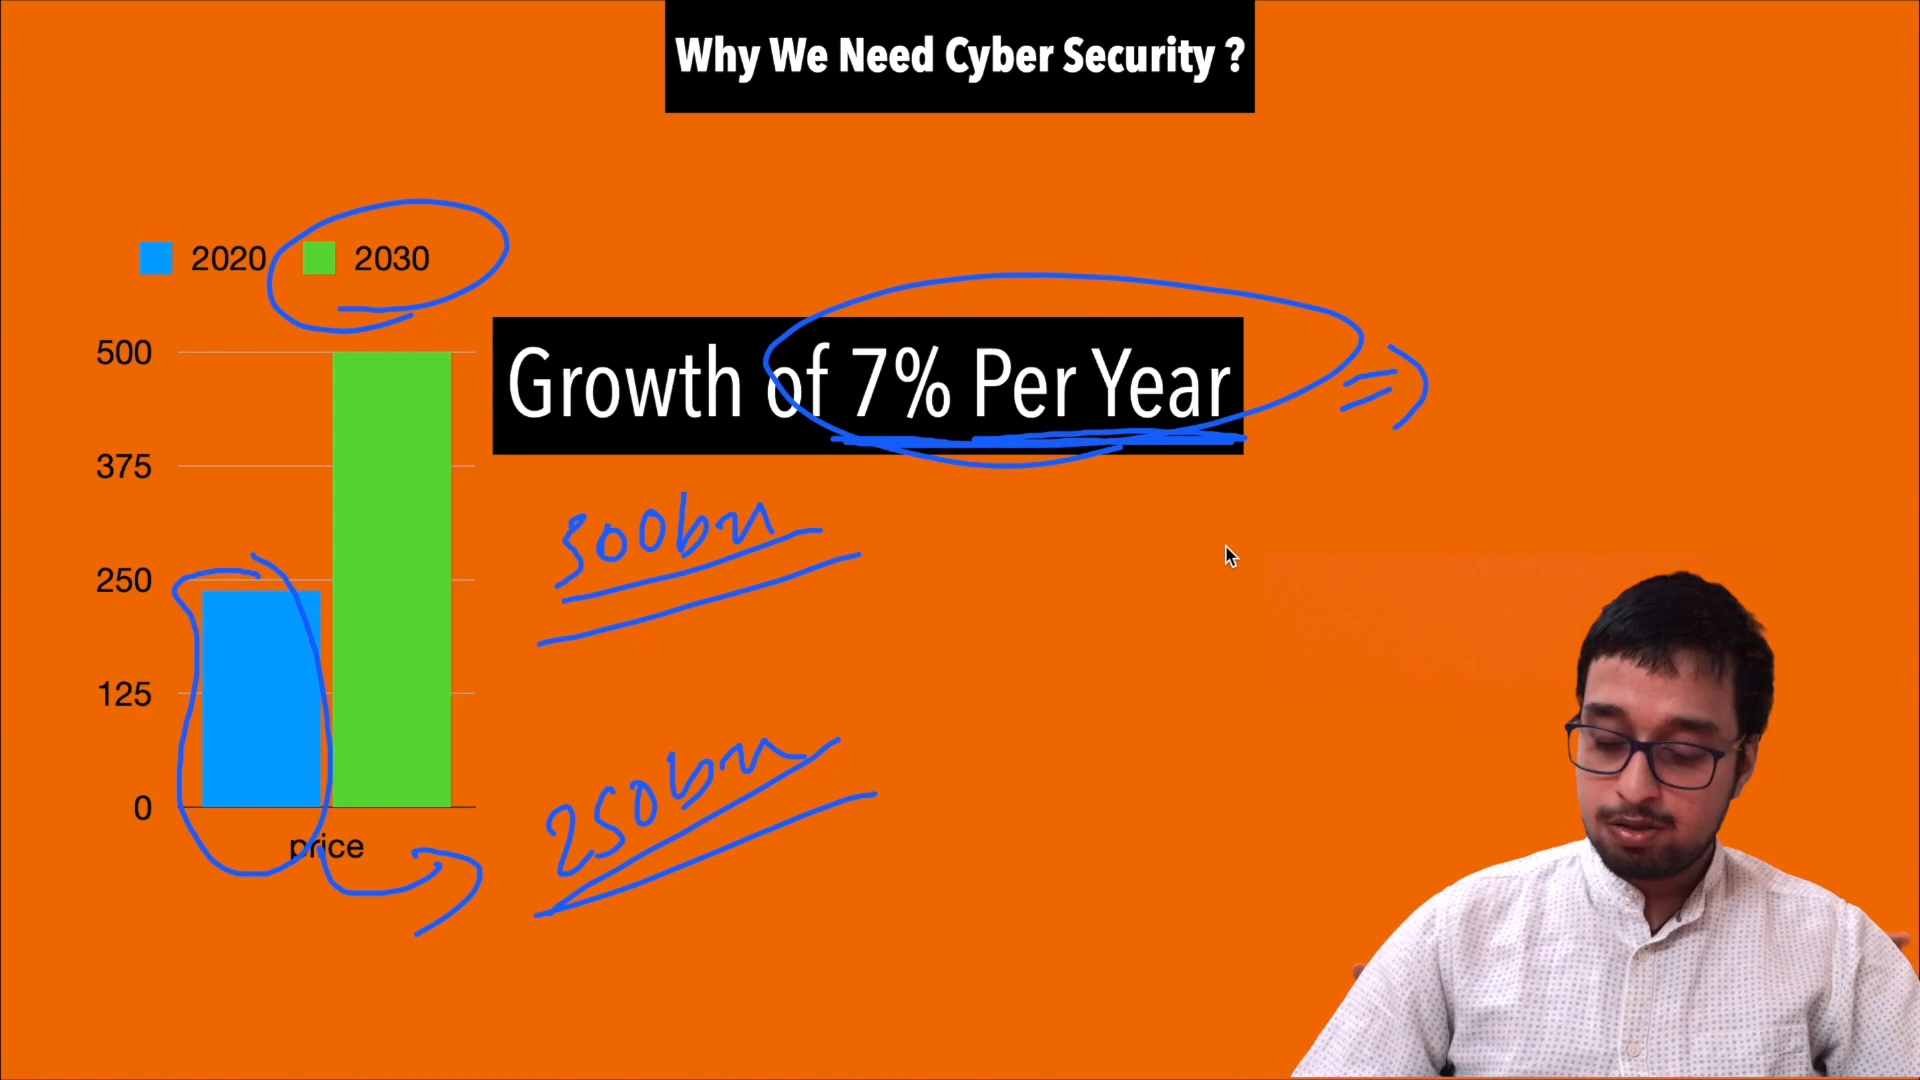 Why We Need Cyber Security ?
2020 2030
500
375
250
125
0
price
Growth of 7% Per Year
500bn
250bn